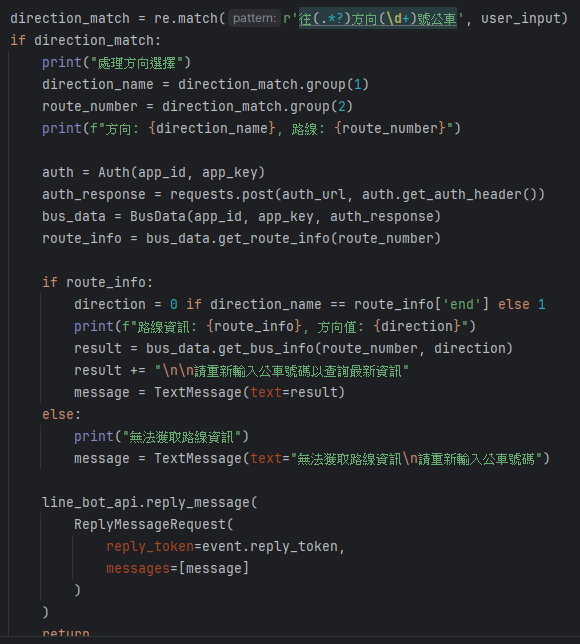 direction_match = re.match( pattern: r'往(.*?)方向(\d+)號公車', user_input)
if direction_match:
    print("處理方向選擇")
    direction_name = direction_match.group(1)
    route_number = direction_match.group(2)
    print(f"方向: {direction_name}, 路線: {route_number}")

    auth = Auth(app_id, app_key)
    auth_response = requests.post(auth_url, auth.get_auth_header())
    bus_data = BusData(app_id, app_key, auth_response)
    route_info = bus_data.get_route_info(route_number)

    if route_info:
        direction = 0 if direction_name == route_info['end'] else 1
        print(f"路線資訊: {route_info}, 方向值: {direction}")
        result = bus_data.get_bus_info(route_number, direction)
        result += "\n\n請重新輸入公車號碼以查詢最新資訊"
        message = TextMessage(text=result)
    else:
        print("無法獲取路線資訊")
        message = TextMessage(text="無法獲取路線資訊\n請重新輸入公車號碼")

    line_bot_api.reply_message(
        ReplyMessageRequest(
            reply_token=event.reply_token,
            messages=[message]
        )
    )
    return